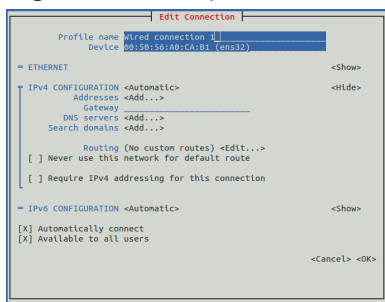 Edit Connection
Profile name Wired connection 1
Device 00:50:56:A0:CA:B1 (ens32)
= ETHERNET <Show>
IPv4 CONFIGURATION <Automatic> <Hide>
Addresses <Add...>
Gateway
DNS servers <Add...>
Search domains <Add...>
Routing (No custom routes) <Edit...>
[ ] Never use this network for default route
[ ] Require IPv4 addressing for this connection
= IPv6 CONFIGURATION <Automatic> <Show>
[X] Automatically connect
[X] Available to all users
<Cancel> <OK>